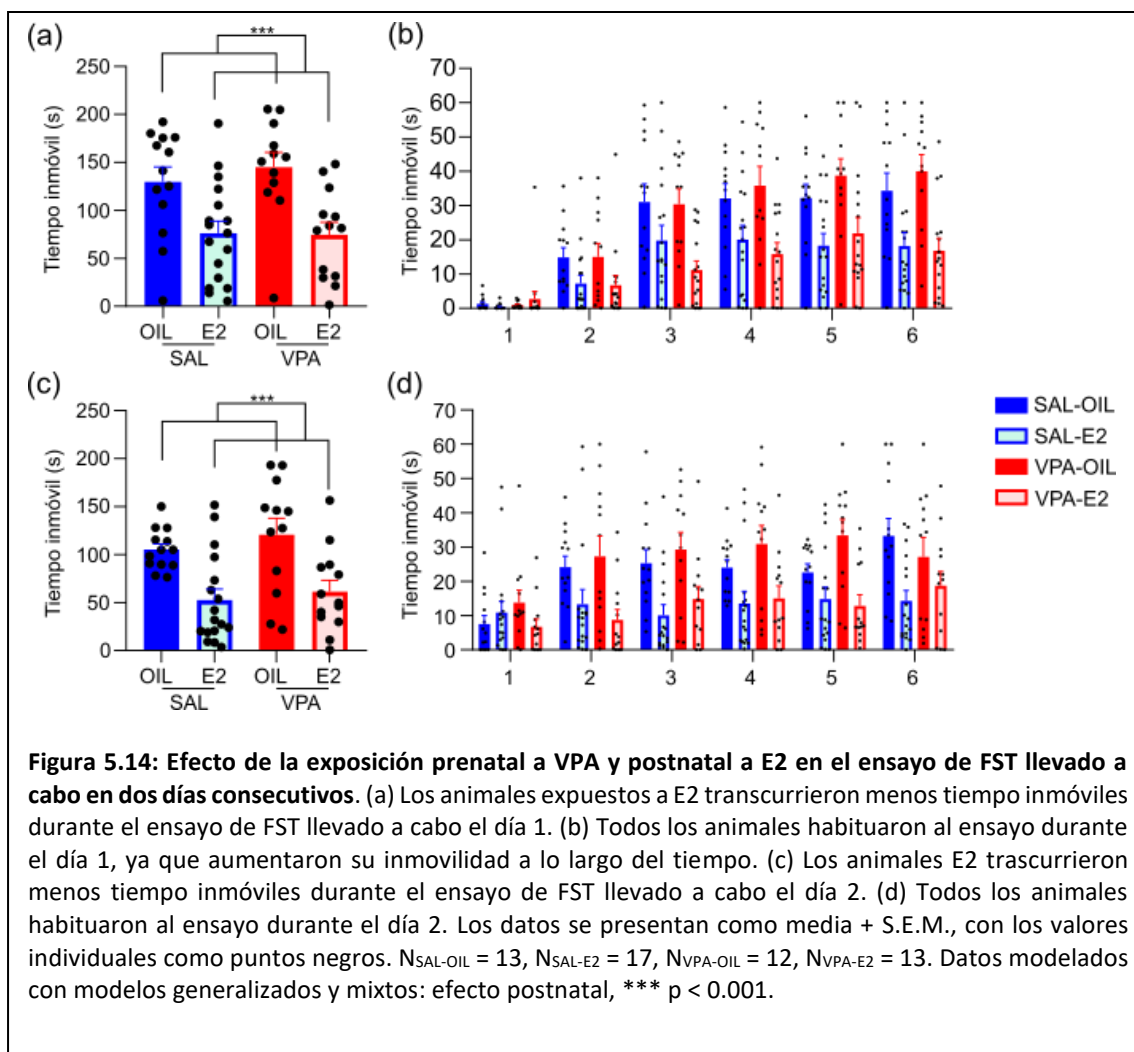 (a)
***
Tiempo inmóvil (s)
250
200
150
100
50
0
OIL E2 OIL E2
SAL VPA
(b)
Tiempo inmóvil (s)
70
60
50
40
30
20
10
0
1 2 3 4 5 6
(c)
***
Tiempo inmóvil (s)
250
200
150
100
50
0
OIL E2 OIL E2
SAL VPA
(d)
Tiempo inmóvil (s)
70
60
50
40
30
20
10
0
1 2 3 4 5 6
SAL-OIL
SAL-E2
VPA-OIL
VPA-E2
Figura 5.14: Efecto de la exposición prenatal a VPA y postnatal a E2 en el ensayo de FST llevado a
cabo en dos días consecutivos. (a) Los animales expuestos a E2 transcurrieron menos tiempo inmóviles
durante el ensayo de FST llevado a cabo el día 1. (b) Todos los animales habituaron al ensayo durante
el día 1, ya que aumentaron su inmovilidad a lo largo del tiempo. (c) Los animales E2 trascurrieron
menos tiempo inmóviles durante el ensayo de FST llevado a cabo el día 2. (d) Todos los animales
habituaron al ensayo durante el día 2. Los datos se presentan como media + S.E.M., con los valores
individuales como puntos negros. NSAL-OIL = 13, NSAL-E2 = 17, NVPA-OIL = 12, NVPA-E2 = 13. Datos modelados
con modelos generalizados y mixtos: efecto postnatal, *** p < 0.001.